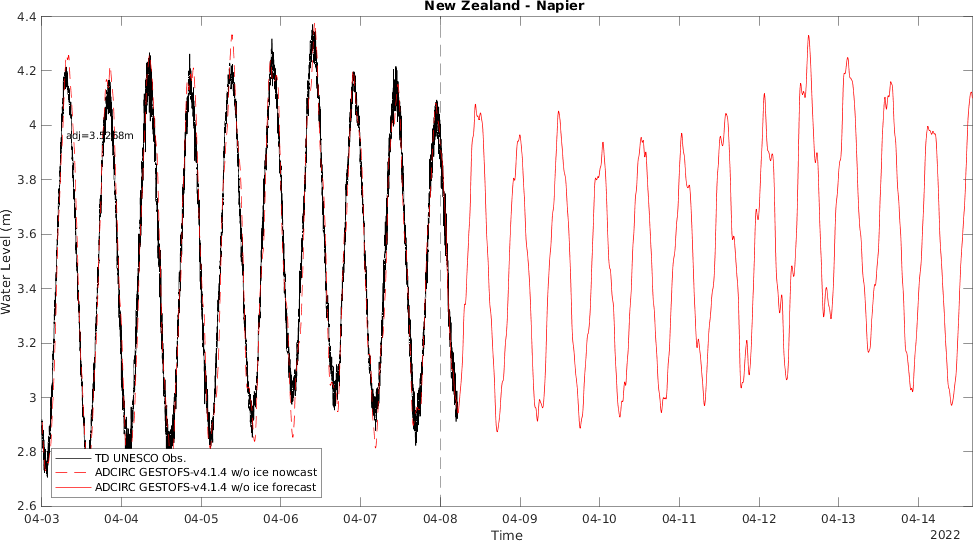 New Zealand - Napier
4.4
4.2
4
3.8
3.6
3.4
3.2
3
2.8
2.6
Water Level (m)
adj=3.5268m
TD UNESCO Obs.
ADCIRC GESTOFS-v4.1.4 w/o ice nowcast
ADCIRC GESTOFS-v4.1.4 w/o ice forecast
04-03 04-04 04-05 04-06 04-07 04-08 04-09 04-10 04-11 04-12 04-13 04-14
Time
2022